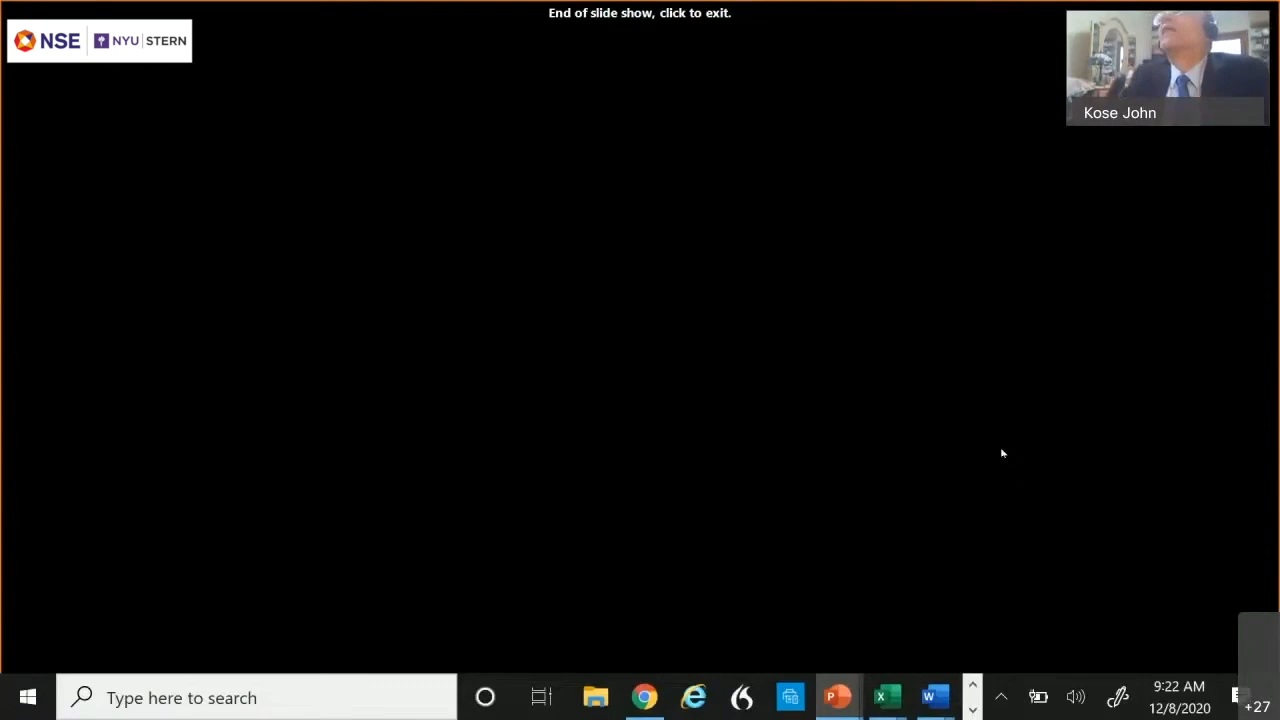 End of slide show, click to exit.
NSE NYU STERN
Kose John
Type here to search
9:22 AM
12/8/2020
+27